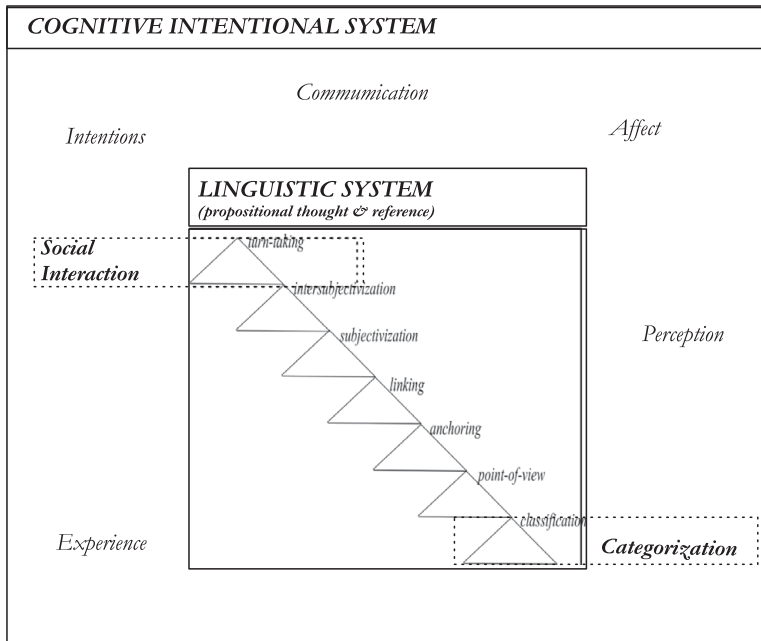 COGNITIVE INTENTIONAL SYSTEM
Commumication
Intentions
Affect
LINGUISTIC SYSTEM
(propositional thought & reference)
Social
Interaction
turn-taking
intersubjectivization
subjectivization
Perception
linking
anchoring
point-of-view
classification
Experience
Categorization